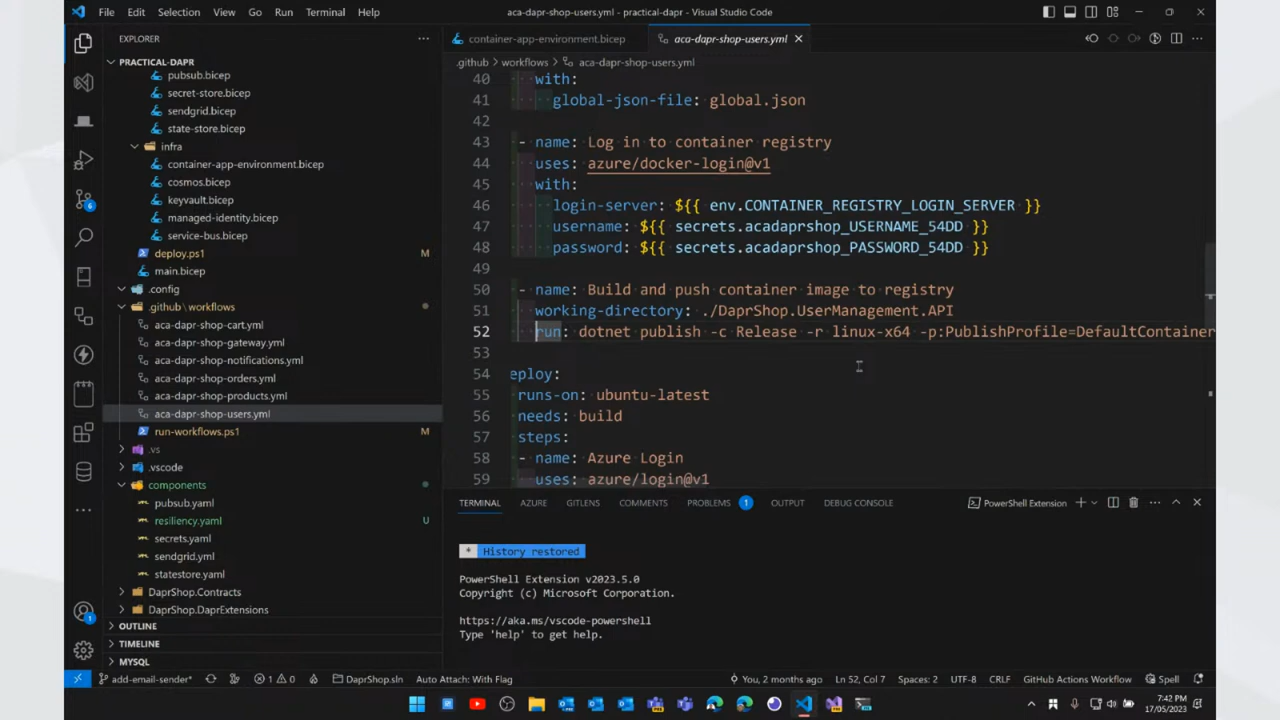 File Edit Selection View Go Run Terminal Help
aca-dapr-shop-users.yml - practical-dapr - Visual Studio Code
EXPLORER
PRACTICAL-DAPR
pubsub.bicep
secret-store.bicep
sendgrid.bicep
state-store.bicep
infra
container-app-environment.bicep
cosmos.bicep
keyvault.bicep
managed-identity.bicep
service-bus.bicep
deploy.ps1 M
main.bicep
.config
.github\workflows
aca-dapr-shop-cart.yml
aca-dapr-shop-gateway.yml
aca-dapr-shop-notifications.yml
aca-dapr-shop-orders.yml
aca-dapr-shop-products.yml
aca-dapr-shop-users.yml
run-workflows.ps1 M
.vs
.vscode
components
pubsub.yaml
resiliency.yaml U
secrets.yaml
sendgrid.yml
statestore.yaml
DaprShop.Contracts
DaprShop.DaprExtensions
OUTLINE
TIMELINE
MYSQL
6
1
container-app-environment.bicep
aca-dapr-shop-users.yml
.github > workflows > aca-dapr-shop-users.yml
40 with:
41 global-json-file: global.json
42
43 - name: Log in to container registry
44 uses: azure/docker-login@v1
45 with:
46 login-server: ${{ env.CONTAINER_REGISTRY_LOGIN_SERVER }}
47 username: ${{ secrets.acadaprshop_USERNAME_54DD }}
48 password: ${{ secrets.acadaprshop_PASSWORD_54DD }}
49
50 - name: Build and push container image to registry
51 working-directory: ./DaprShop.UserManagement.API
52 run: dotnet publish -c Release -r linux-x64 -p:PublishProfile=DefaultContainer
53
54 eploy:
55 runs-on: ubuntu-latest
56 needs: build
57 steps:
58 - name: Azure Login
59 uses: azure/login@v1
TERMINAL AZURE GITLENS COMMENTS PROBLEMS 1 OUTPUT DEBUG CONSOLE
PowerShell Extension
* History restored
PowerShell Extension v2023.5.0
Copyright (c) Microsoft Corporation.
https://aka.ms/vscode-powershell
Type 'help' to get help.
add-email-sender* 1 0 DaprShop.sln Auto Attach: With Flag
You, 2 months ago Ln 52, Col 7 Spaces: 2 UTF-8 CRLF GitHub Actions Workflow Spell
7:42 PM
17/05/2023